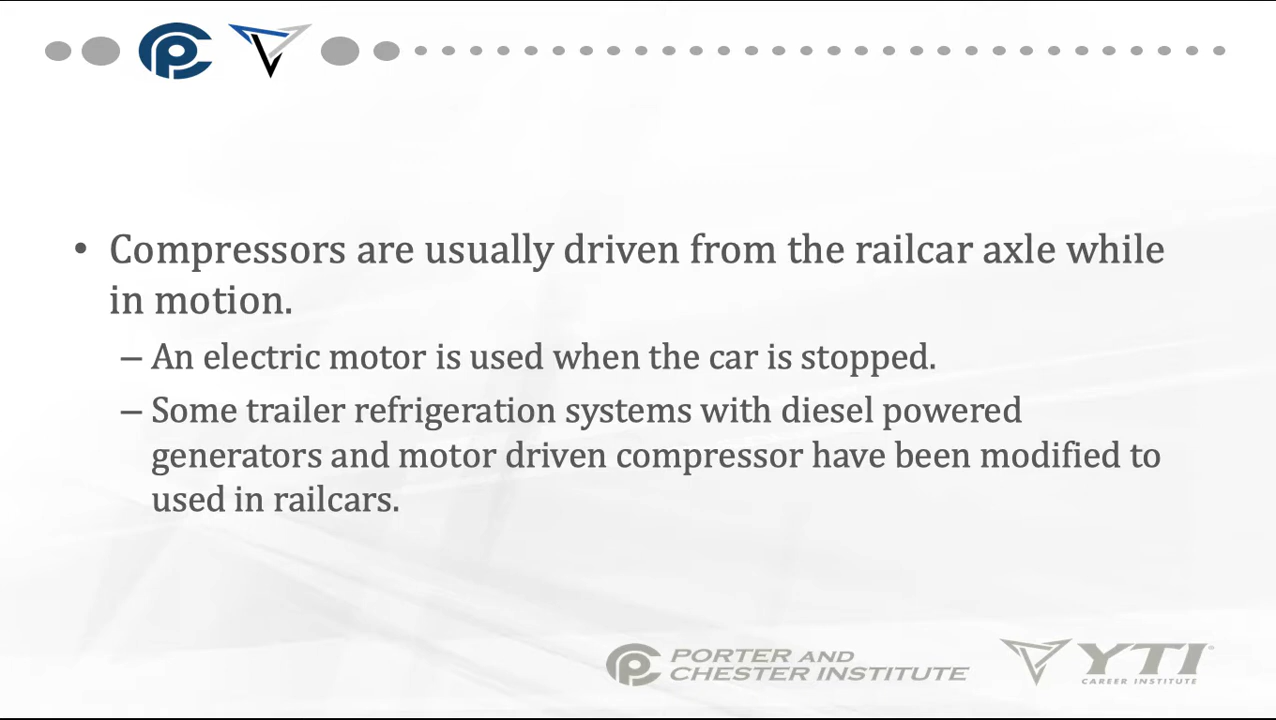 • Compressors are usually driven from the railcar axle while
in motion.
– An electric motor is used when the car is stopped.
– Some trailer refrigeration systems with diesel powered
generators and motor driven compressor have been modified to
used in railcars.
PORTER AND
CHESTER INSTITUTE
YTI
CAREER INSTITUTE